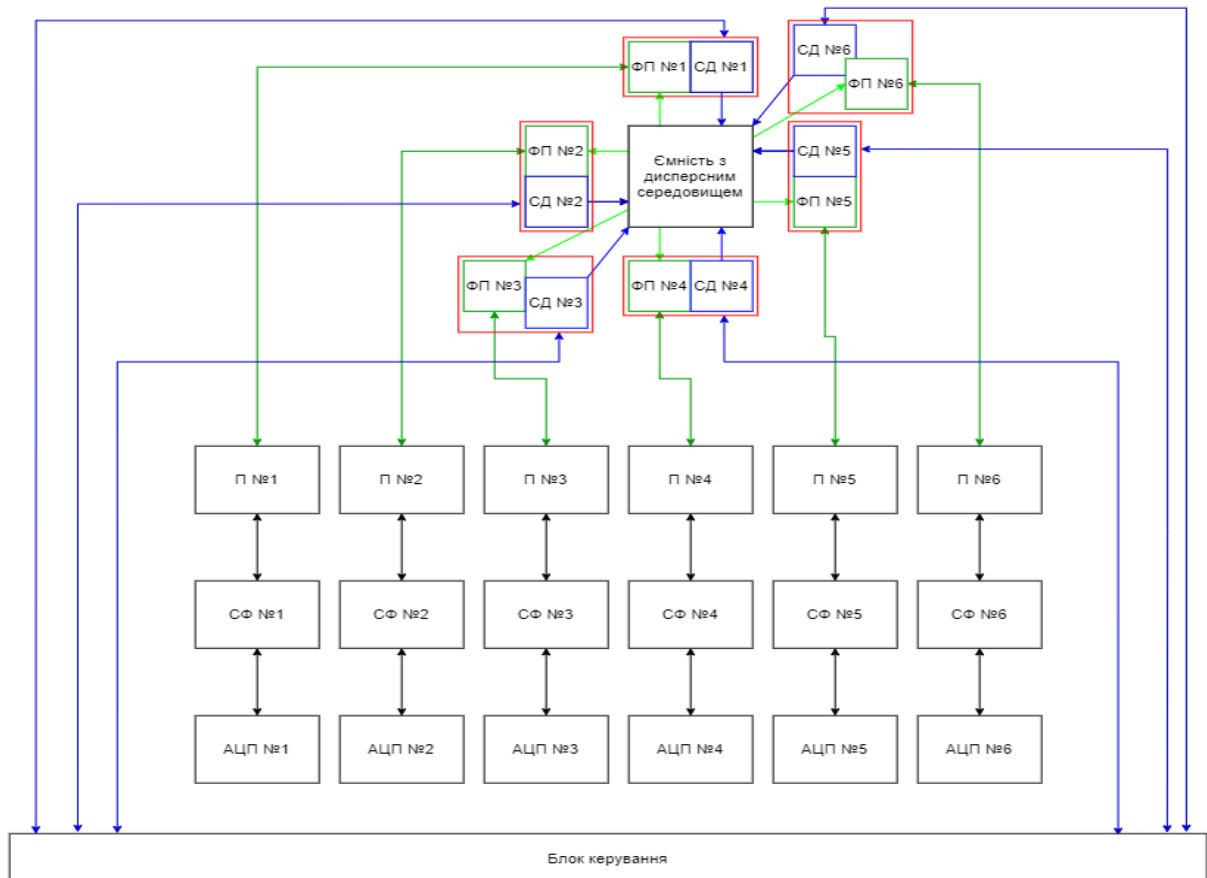 СД №6
ФП №1
СД №1
ФП №6
ФП №2
Ємність з
дисперсним
середовищем
СД №5
СД №2
ФП №5
ФП №3
СД №3
ФП №4
СД №4
П №1
П №2
П №3
П №4
П №5
П №6
СФ №1
СФ №2
СФ №3
СФ №4
СФ №5
СФ №6
АЦП №1
АЦП №2
АЦП №3
АЦП №4
АЦП №5
АЦП №6
Блок керування